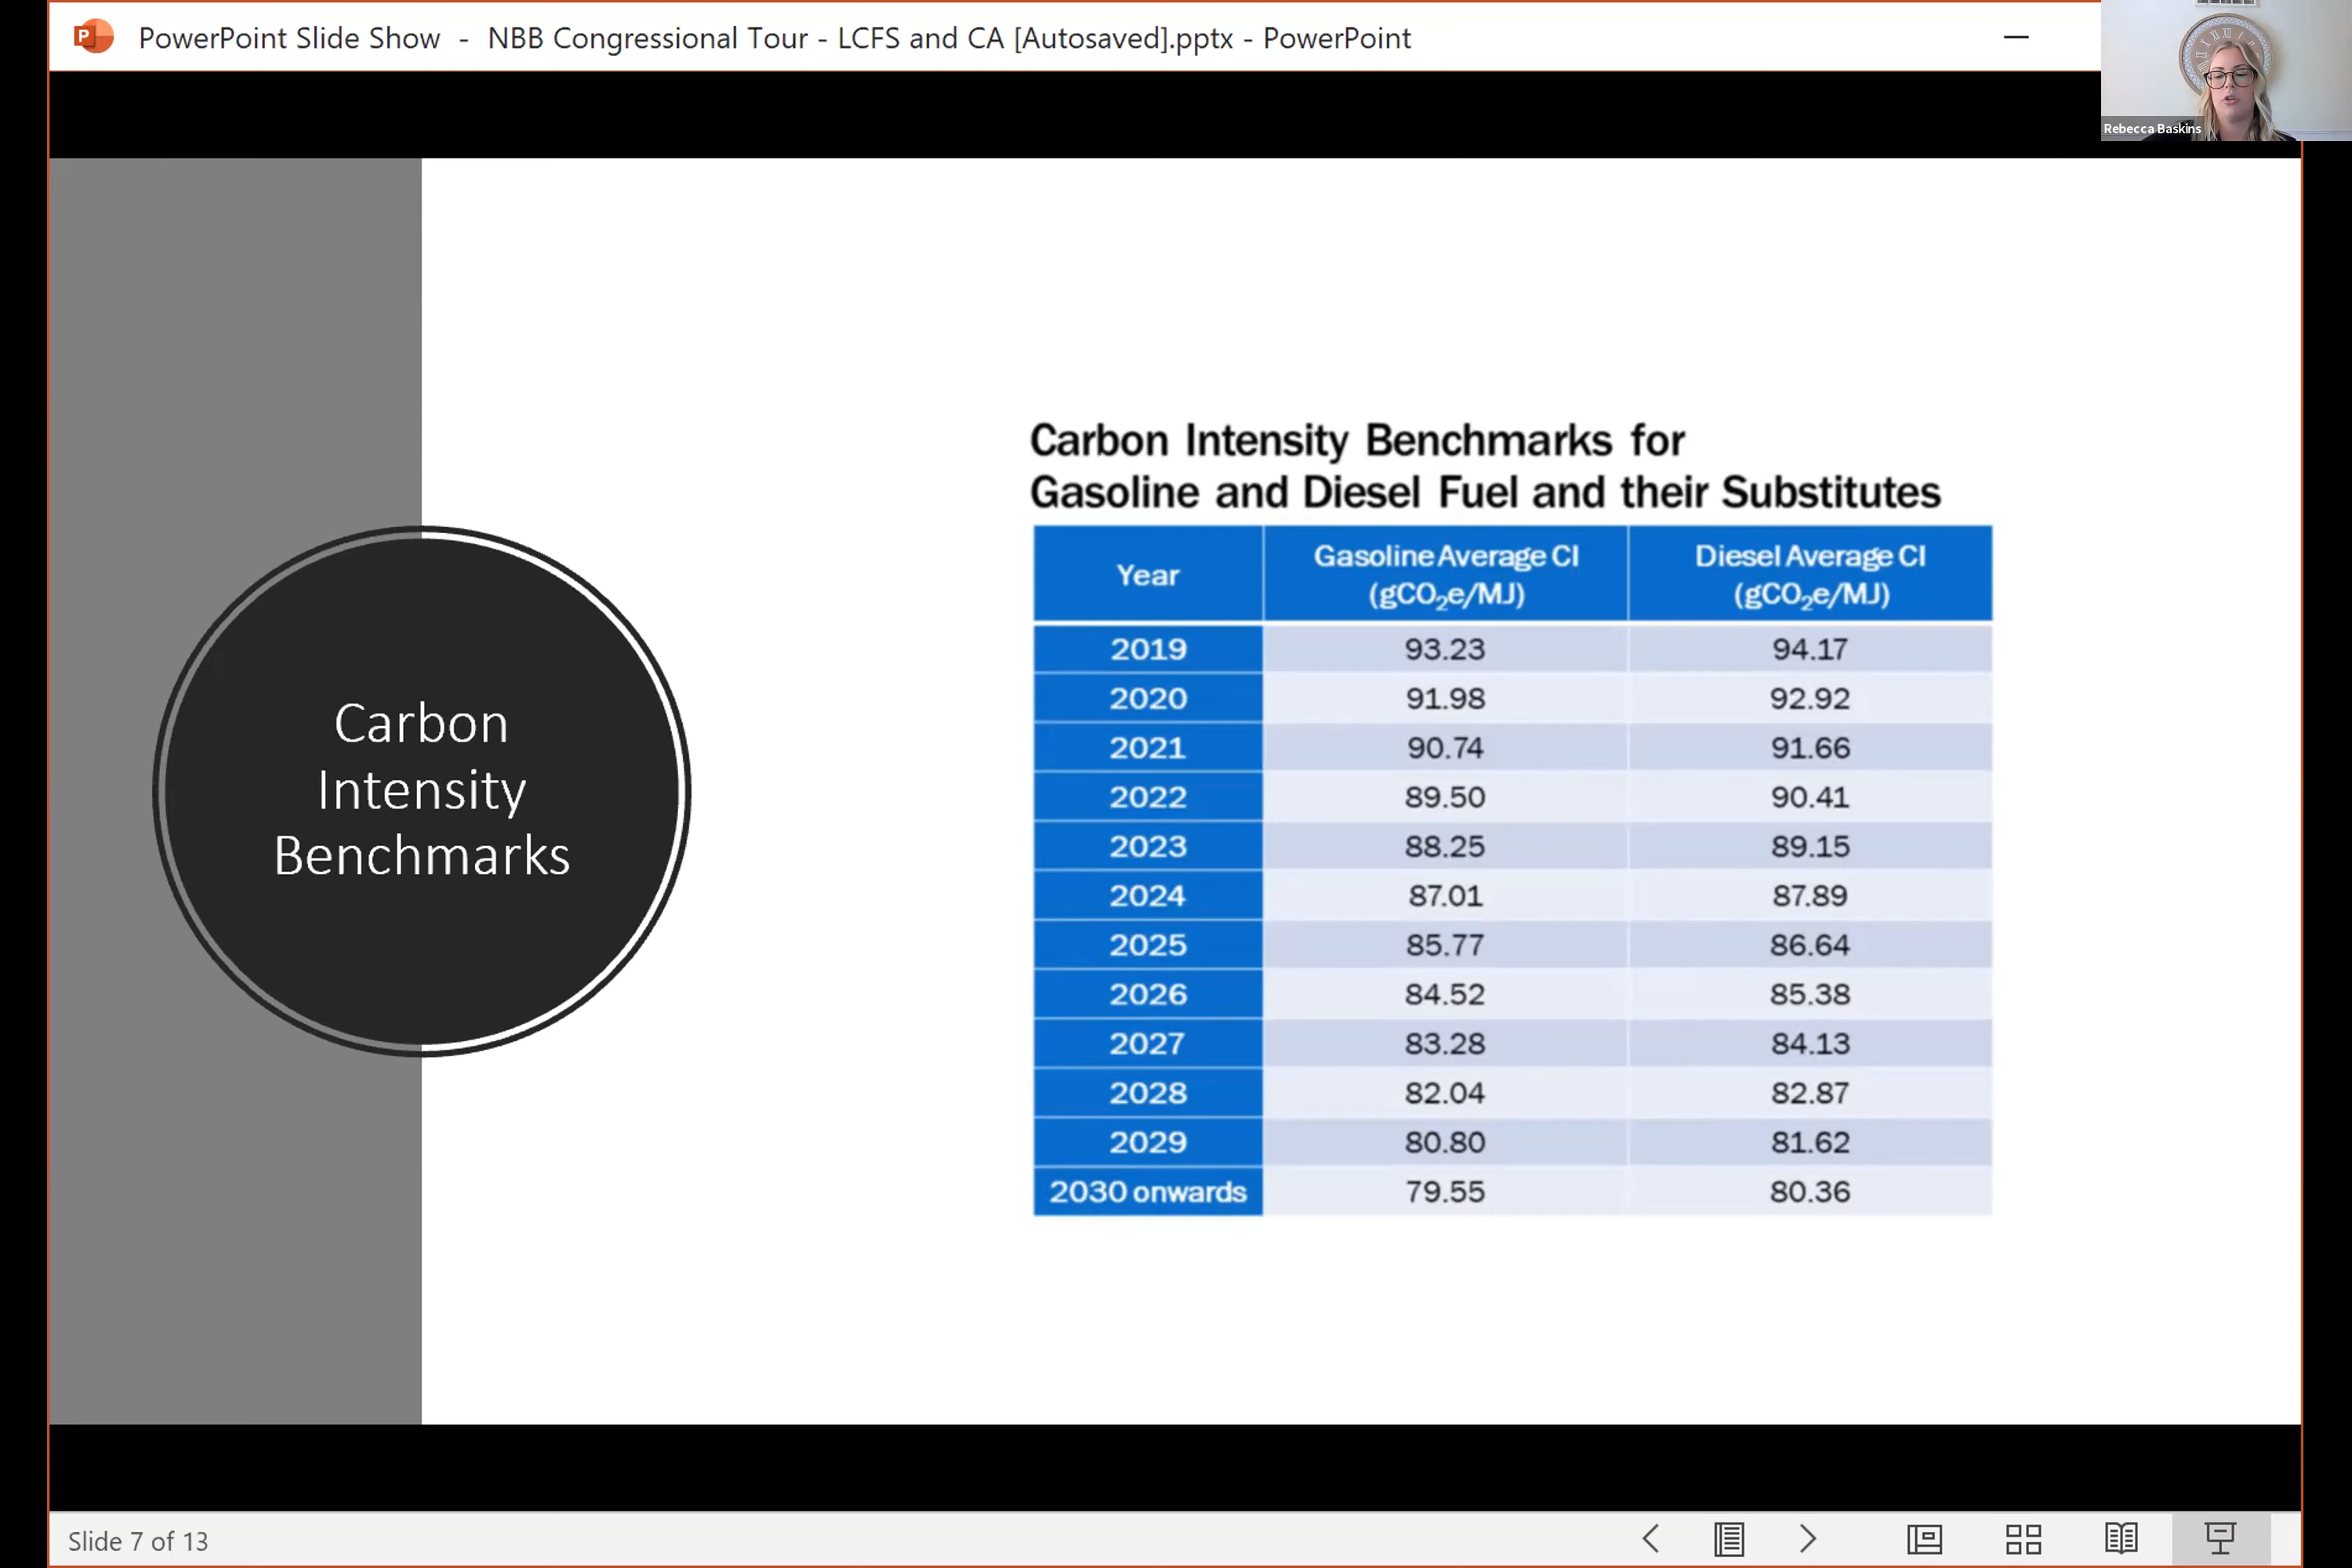 PowerPoint Slide Show - NBB Congressional Tour - LCFS and CA [Autosaved].pptx - PowerPoint
Rebecca Baskins
Carbon
Intensity
Benchmarks
Carbon Intensity Benchmarks for
Gasoline and Diesel Fuel and their Substitutes
Year Gasoline Average CI (gCO₂e/MJ) Diesel Average CI (gCO₂e/MJ)
2019 93.23 94.17
2020 91.98 92.92
2021 90.74 91.66
2022 89.50 90.41
2023 88.25 89.15
2024 87.01 87.89
2025 85.77 86.64
2026 84.52 85.38
2027 83.28 84.13
2028 82.04 82.87
2029 80.80 81.62
2030 onwards 79.55 80.36
Slide 7 of 13